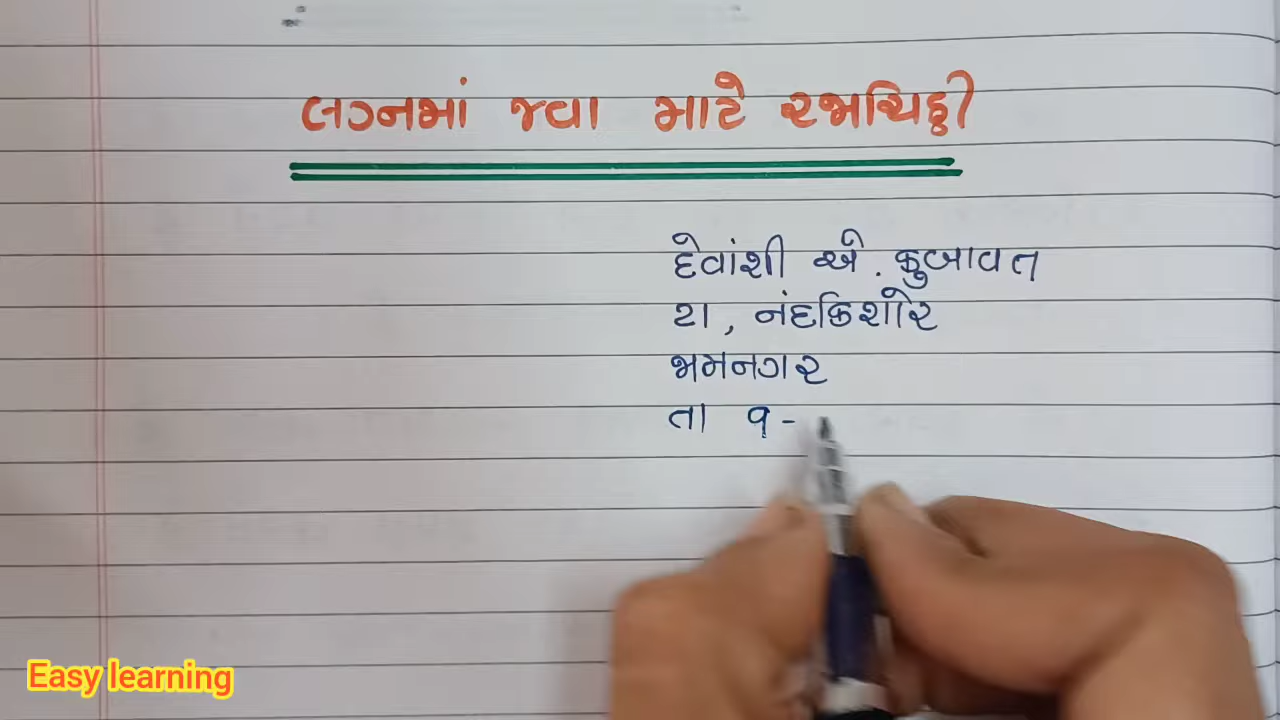 લગ્નમાં જવા માટે રજાચિઠ્ઠી
દેવાંશી એ. કુબાવત
રા, નંદકિશોર
જામનગર
તા ૧-
Easy learning